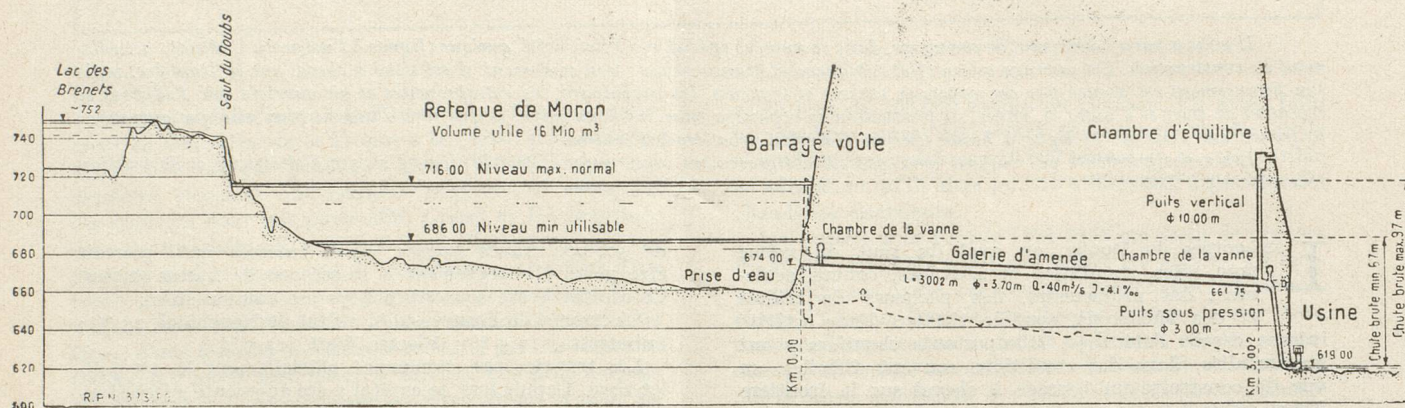 Lac des
Brenets
~752
Saut du Doubs
Retenue de Moron
Volume utile 16 Mio m³
716.00 Niveau max. normal
686.00 Niveau min utilisable
Barrage voûte
Chambre d'équilibre
Puits vertical
ϕ 10.00 m
Chambre de la vanne
674.00
Prise d'eau
Galerie d'amenée
Chambre de la vanne
L=3002 m ϕ=3.70 m Q=40m³/s J=4.1‰
661.75
Puits sous pression
ϕ 3.00 m
Usine
619.00
Chute brute min 67m
Chute brute max. 97m
Km 0.00
Km 3.002
740
720
700
680
660
640
620
600
R.P.N.